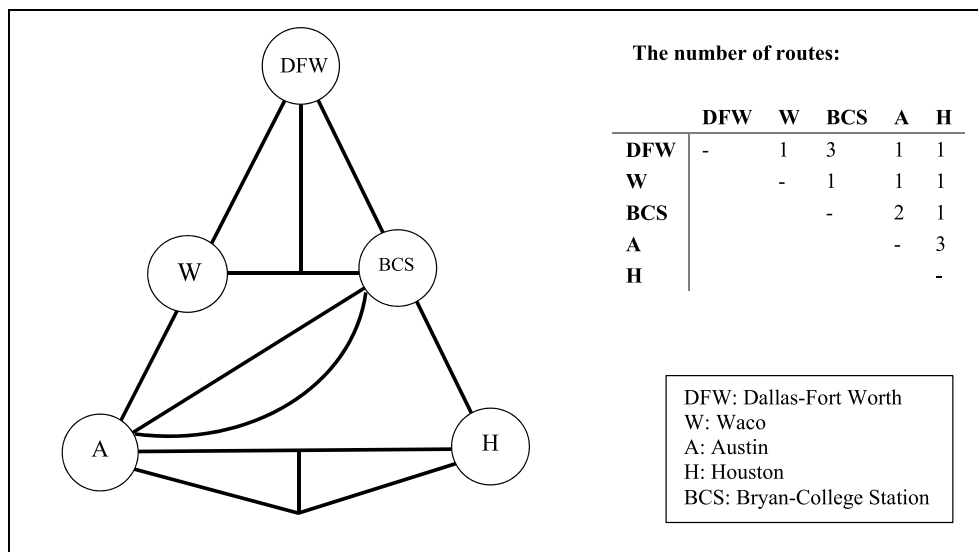 DFW
W
BCS
A
H
The number of routes:
DFW W BCS A H
DFW - 1 3 1 1
W - 1 1 1
BCS - 2 1
A - 3
H -
DFW: Dallas-Fort Worth
W: Waco
A: Austin
H: Houston
BCS: Bryan-College Station